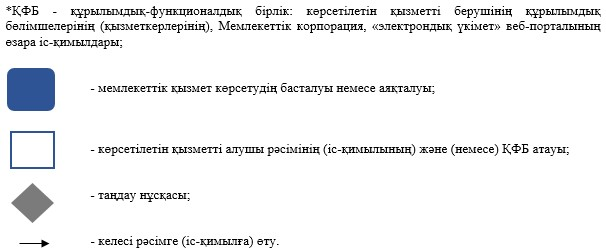 *ҚФБ - құрылымдық-функционалдық бірлік: көрсетілетін қызметті берушінің құрылымдық
бөлімшелерінің (қызметкерлерінің), Мемлекеттік корпорация, «электрондық үкімет» веб-порталының
өзара іс-қимылдары;
- мемлекеттік қызмет көрсетудің басталуы немесе аяқталуы;
- көрсетілетін қызметті алушы рәсімінің (іс-қимылының) және (немесе) ҚФБ атауы;
- таңдау нұсқасы;
- келесі рәсімге (іс-қимылға) өту.